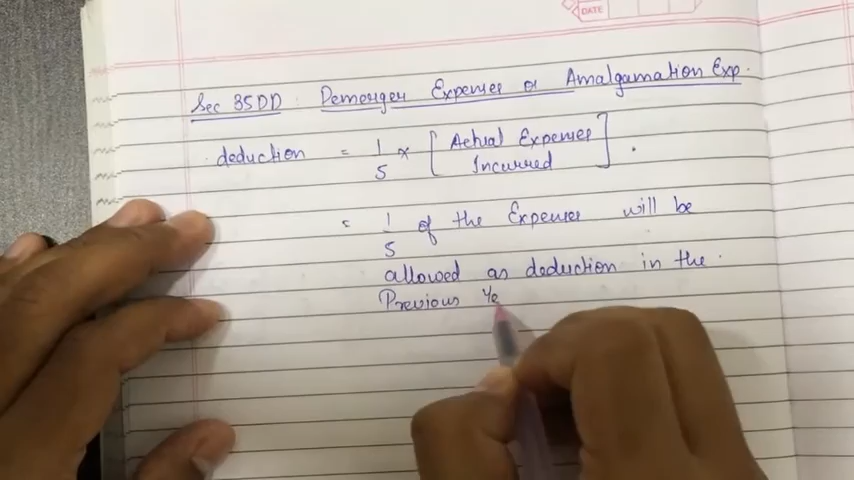 DATE
Sec 35DD : Demerger Expenses or Amalgamation Exp.
deduction = 1/5 × [Actual Expenses
Incurred].
= 1/5 of the Expenses will be
allowed as deduction in the
Previous Ye